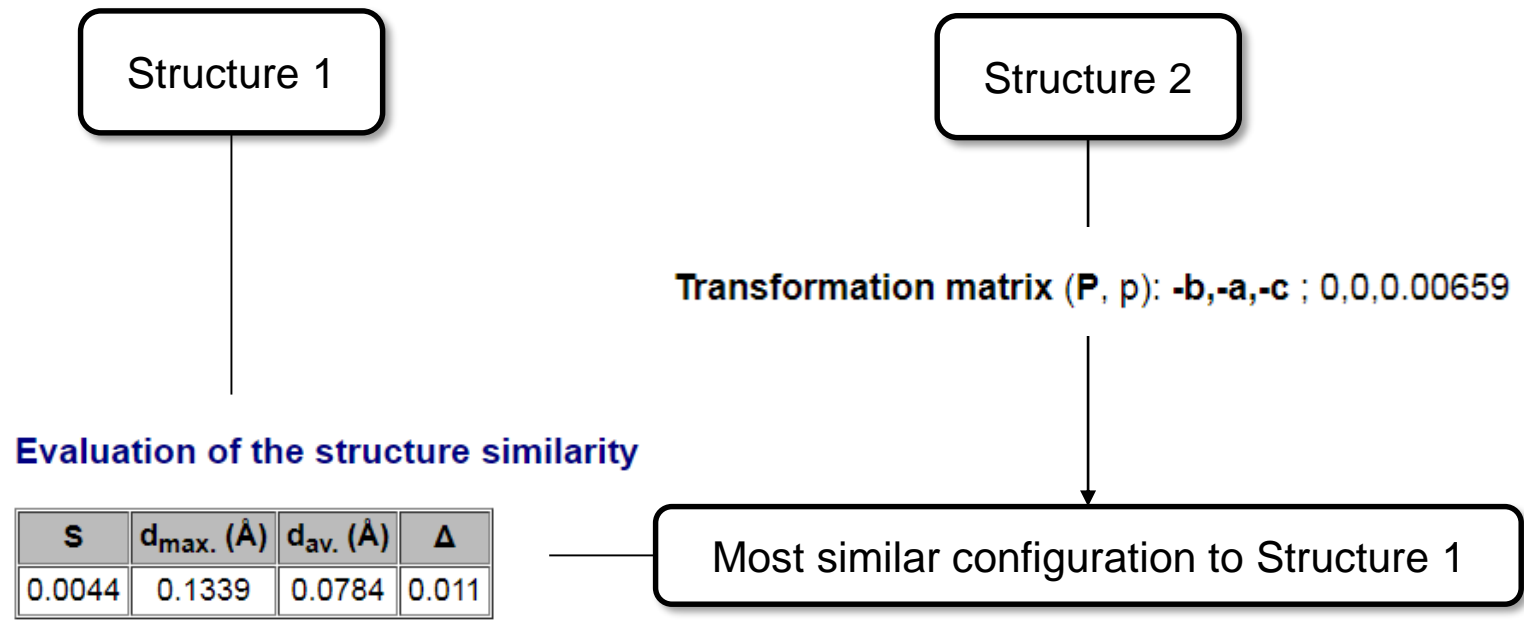 Structure 1
Structure 2
Transformation matrix (P, p): -b,-a,-c ; 0,0,0.00659
Evaluation of the structure similarity
S dmax. (Å) dav. (Å) Δ
0.0044 0.1339 0.0784 0.011
Most similar configuration to Structure 1